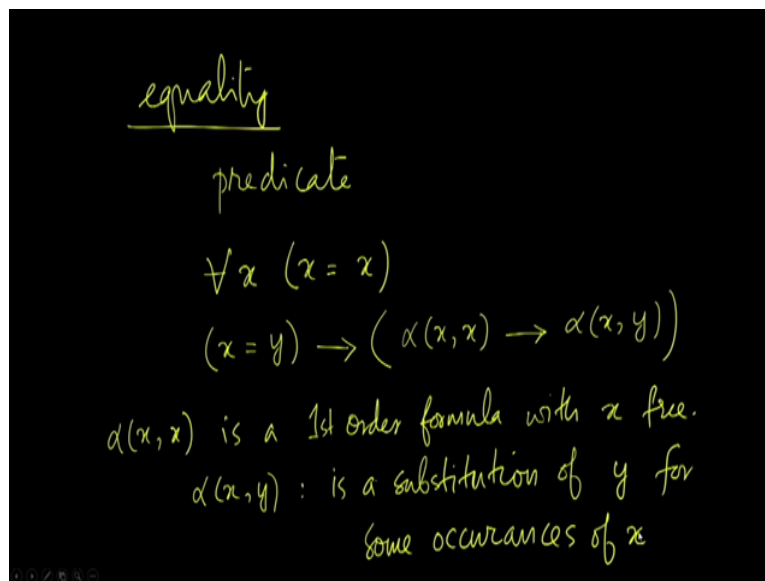 equality
predicate
∀x (x = x)
(x = y) → (α(x, x) → α(x, y))
α(x, x) is a 1st order formula with x free.
α(x, y) : is a substitution of y for
some occurances of x